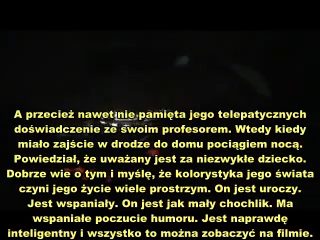 A przecież nawet nie pamięta jego telepatycznych
doświadczenie ze swoim profesorem. Wtedy kiedy
miało zajście w drodze do domu pociągiem nocą.
Powiedział, że uważany jest za niezwykłe dziecko.
Dobrze wie o tym i myślę, że kolorystyka jego świata
czyni jego życie wiele prostrzym. On jest uroczy.
Jest wspaniały. On jest jak mały chochlik. Ma
wspaniałe poczucie humoru. Jest naprawdę
inteligentny i wszystko to można zobaczyć na filmie.